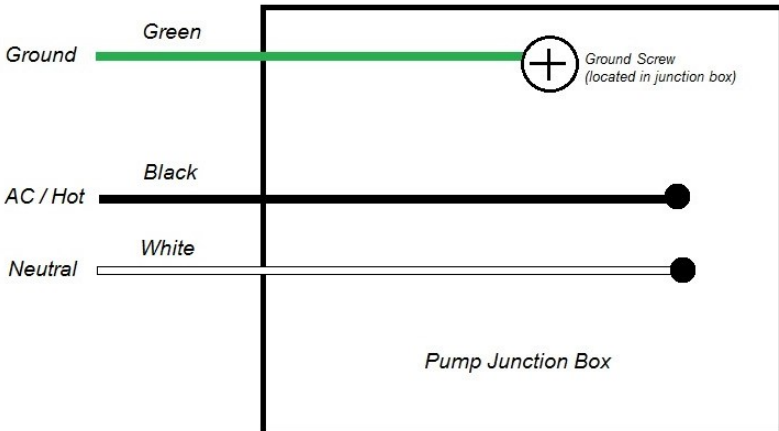 Green
Ground
Ground Screw
(located in junction box)
Black
AC / Hot
White
Neutral
Pump Junction Box